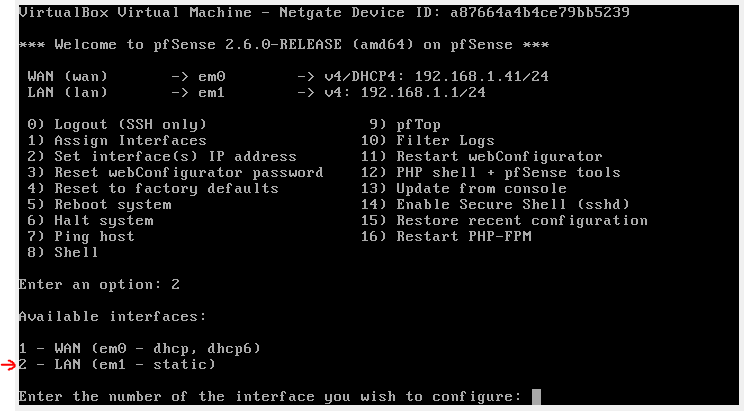 VirtualBox Virtual Machine - Netgate Device ID: a87664a4b4ce79bb5239
*** Welcome to pfSense 2.6.0-RELEASE (amd64) on pfSense ***
WAN (wan) -> em0 -> v4/DHCP4: 192.168.1.41/24
LAN (lan) -> em1 -> v4: 192.168.1.1/24
0) Logout (SSH only) 9) pfTop
1) Assign Interfaces 10) Filter Logs
2) Set interface(s) IP address 11) Restart webConfigurator
3) Reset webConfigurator password 12) PHP shell + pfSense tools
4) Reset to factory defaults 13) Update from console
5) Reboot system 14) Enable Secure Shell (sshd)
6) Halt system 15) Restore recent configuration
7) Ping host 16) Restart PHP-FPM
8) Shell
Enter an option: 2
Available interfaces:
1 - WAN (em0 - dhcp, dhcp6)
2 - LAN (em1 - static)
Enter the number of the interface you wish to configure: